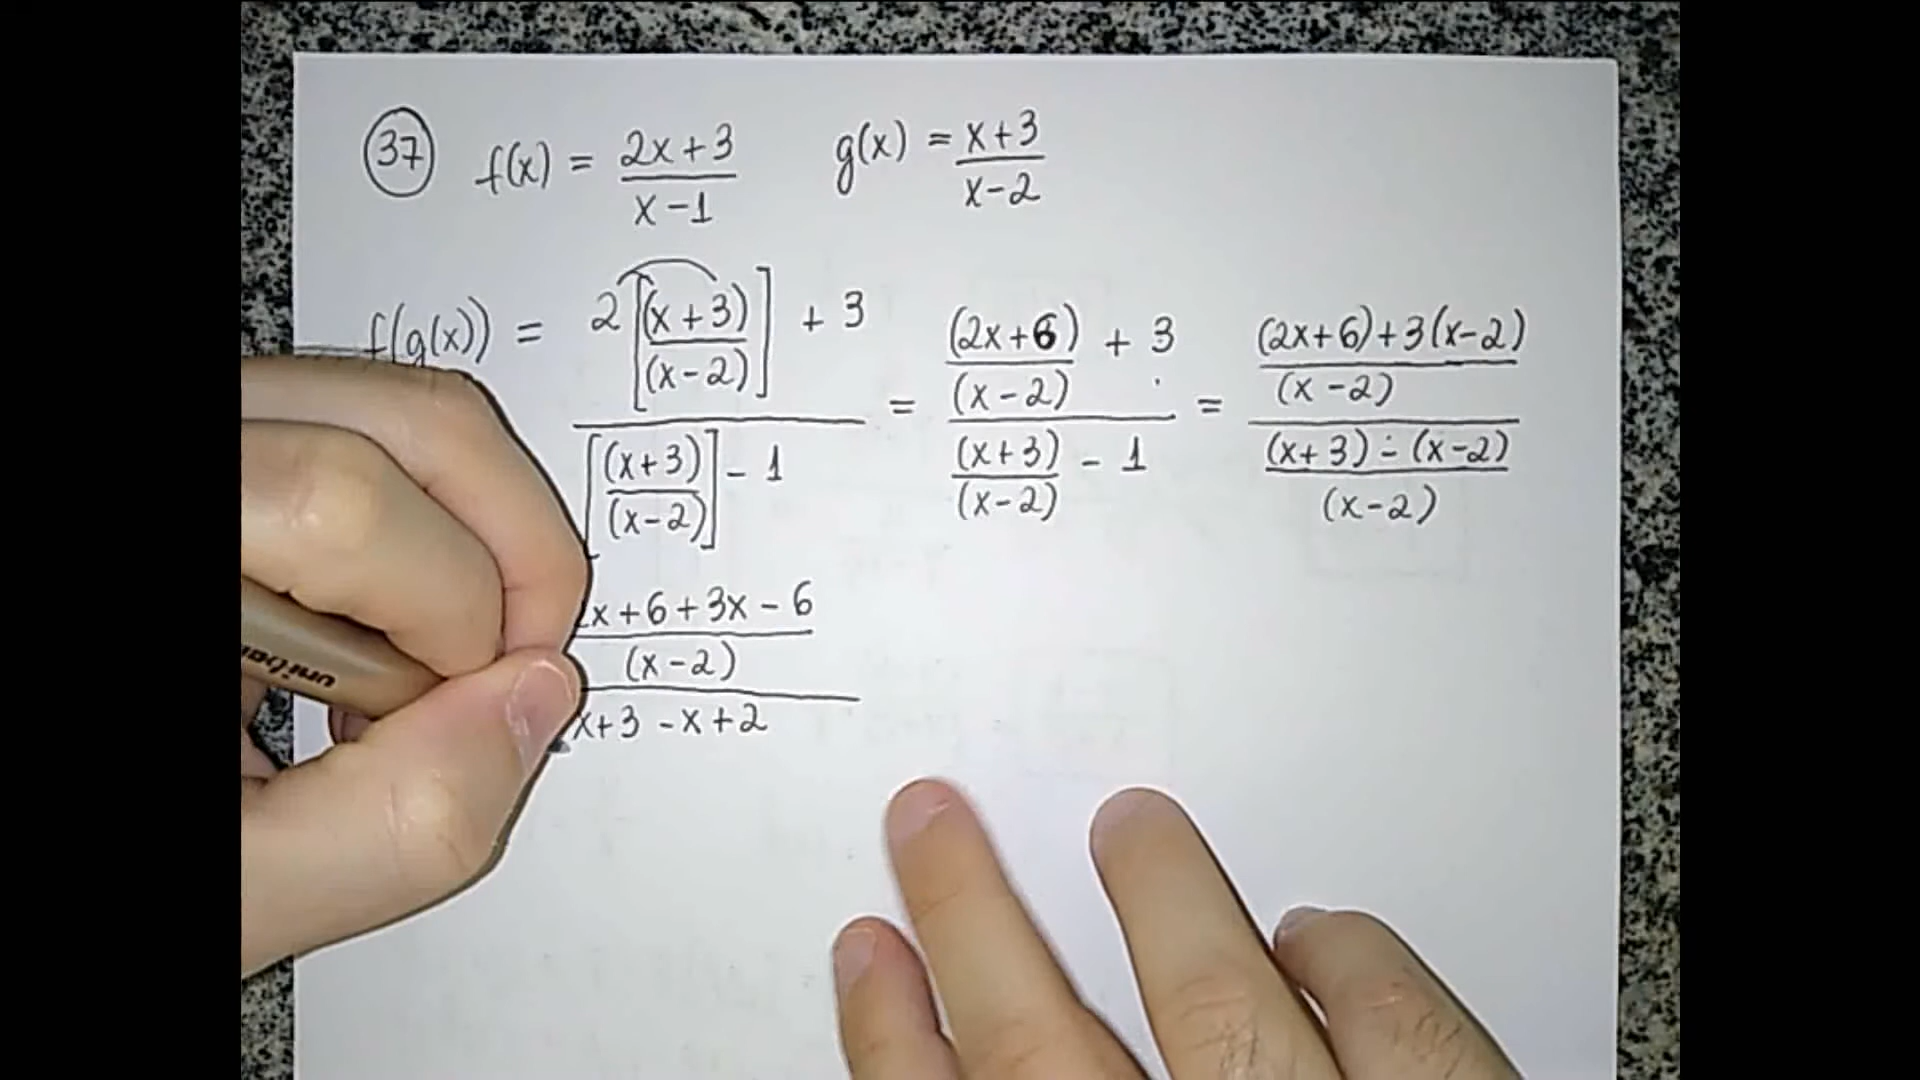 37 f(x) = 2x+3 / x-1 g(x) = x+3 / x-2
f(g(x)) = 2[(x+3)/(x-2)] + 3 / [(x+3)/(x-2)] - 1 = (2x+6)/(x-2) + 3 / (x+3)/(x-2) - 1 = (2x+6)+3(x-2)/(x-2) / (x+3)-(x-2)/(x-2)
x+6+3x-6
(x-2)
x+3-x+2